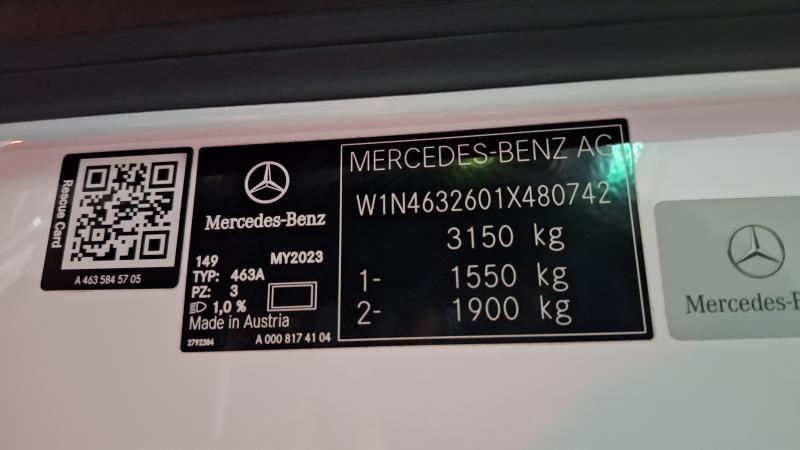 Rescue Card
A 463 584 57 05
Mercedes-Benz
149 MY2023
TYP: 463A
PZ: 3
1,0 %
Made in Austria
2792384 A 000 817 41 04
MERCEDES-BENZ AG
W1N4632601X480742
3150 kg
1- 1550 kg
2- 1900 kg
Mercedes-B